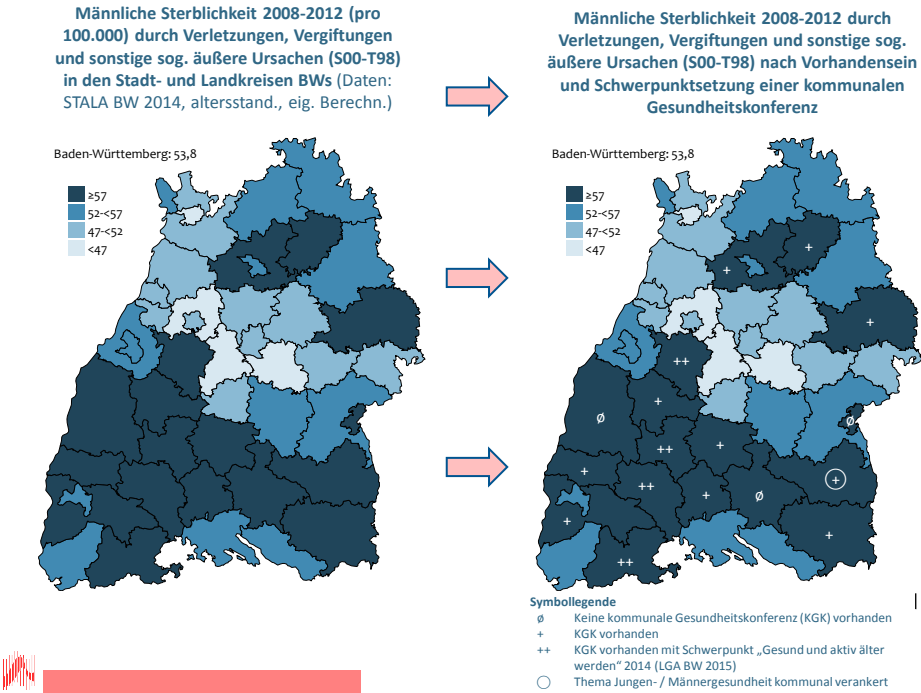 Männliche Sterblichkeit 2008-2012 (pro
100.000) durch Verletzungen, Vergiftungen
und sonstige sog. äußere Ursachen (S00-T98)
in den Stadt- und Landkreisen BWs (Daten:
STALA BW 2014, altersstand., eig. Berechn.)
Baden-Württemberg: 53,8
≥57
52-<57
47-<52
<47
Männliche Sterblichkeit 2008-2012 durch
Verletzungen, Vergiftungen und sonstige sog.
äußere Ursachen (S00-T98) nach Vorhandensein
und Schwerpunktsetzung einer kommunalen
Gesundheitskonferenz
Baden-Württemberg: 53,8
≥57
52-<57
47-<52
<47
+
+
+
++
+
ø
ø
++
+
+
+
++
+
ø
+
+
++
Symbollegende
ø Keine kommunale Gesundheitskonferenz (KGK) vorhanden
+ KGK vorhanden
++ KGK vorhanden mit Schwerpunkt „Gesund und aktiv älter
werden“ 2014 (LGA BW 2015)
◯ Thema Jungen- / Männergesundheit kommunal verankert